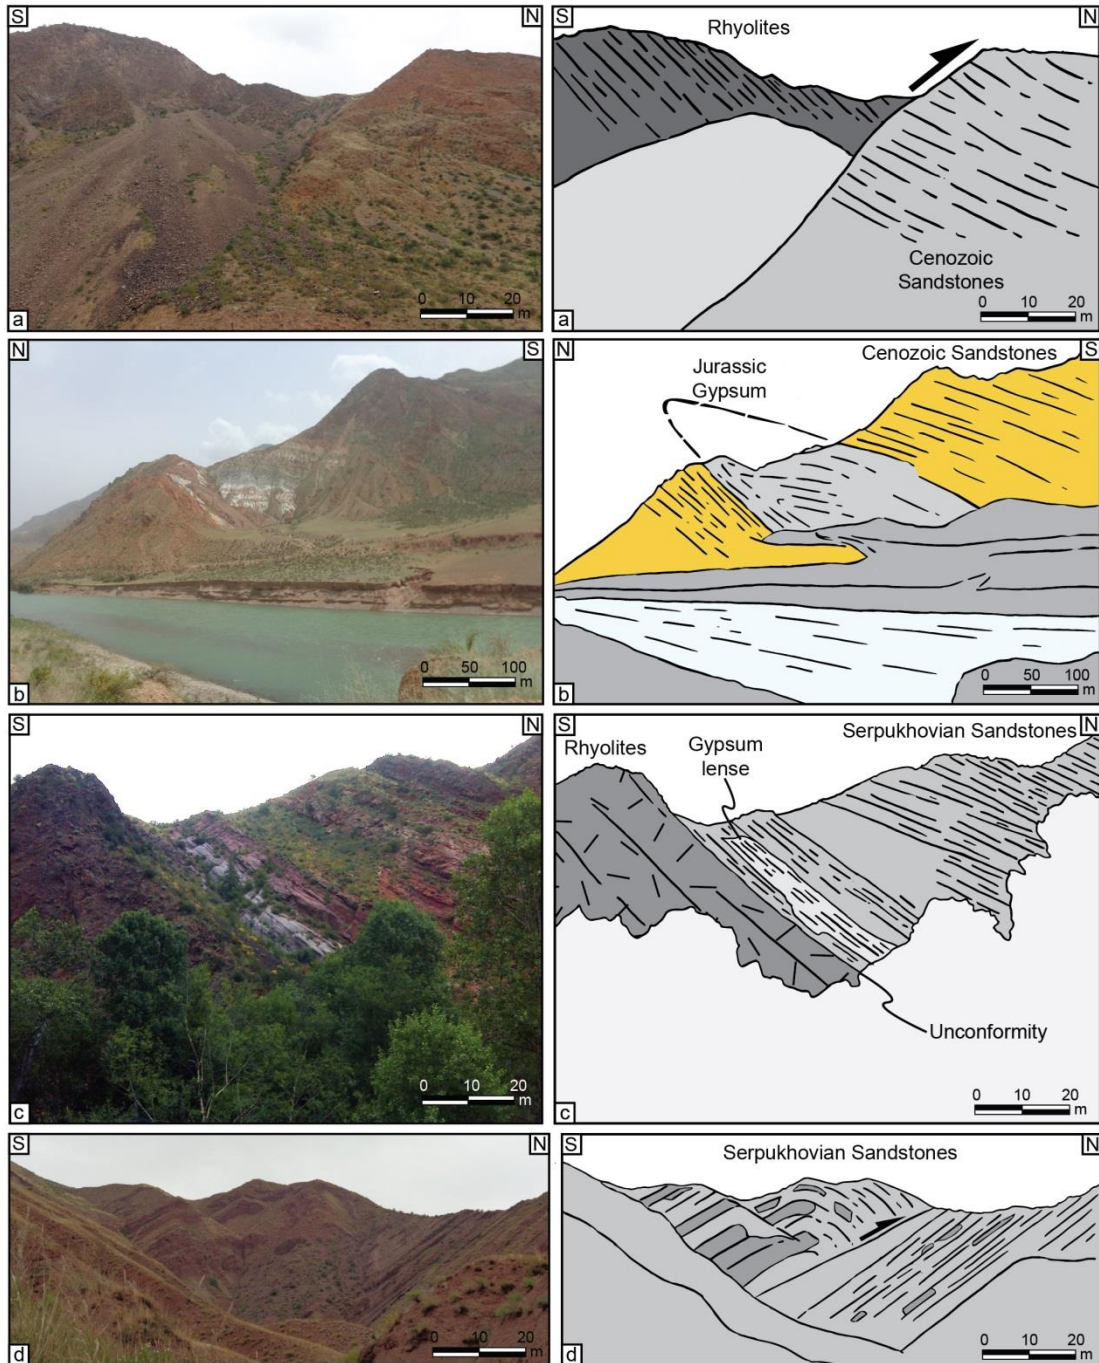 S
N
0 10 20
m
a
S
N
Rhyolites
Cenozoic
Sandstones
0 10 20
m
a
N
S
0 50 100
m
b
N
S
Cenozoic Sandstones
Jurassic
Gypsum
0 50 100
m
b
S
N
0 10 20
m
c
S
N
Serpukhovian Sandstones
Rhyolites
Gypsum
lense
Unconformity
0 10 20
m
c
S
N
0 10 20
m
d
S
N
Serpukhovian Sandstones
0 10 20
m
d